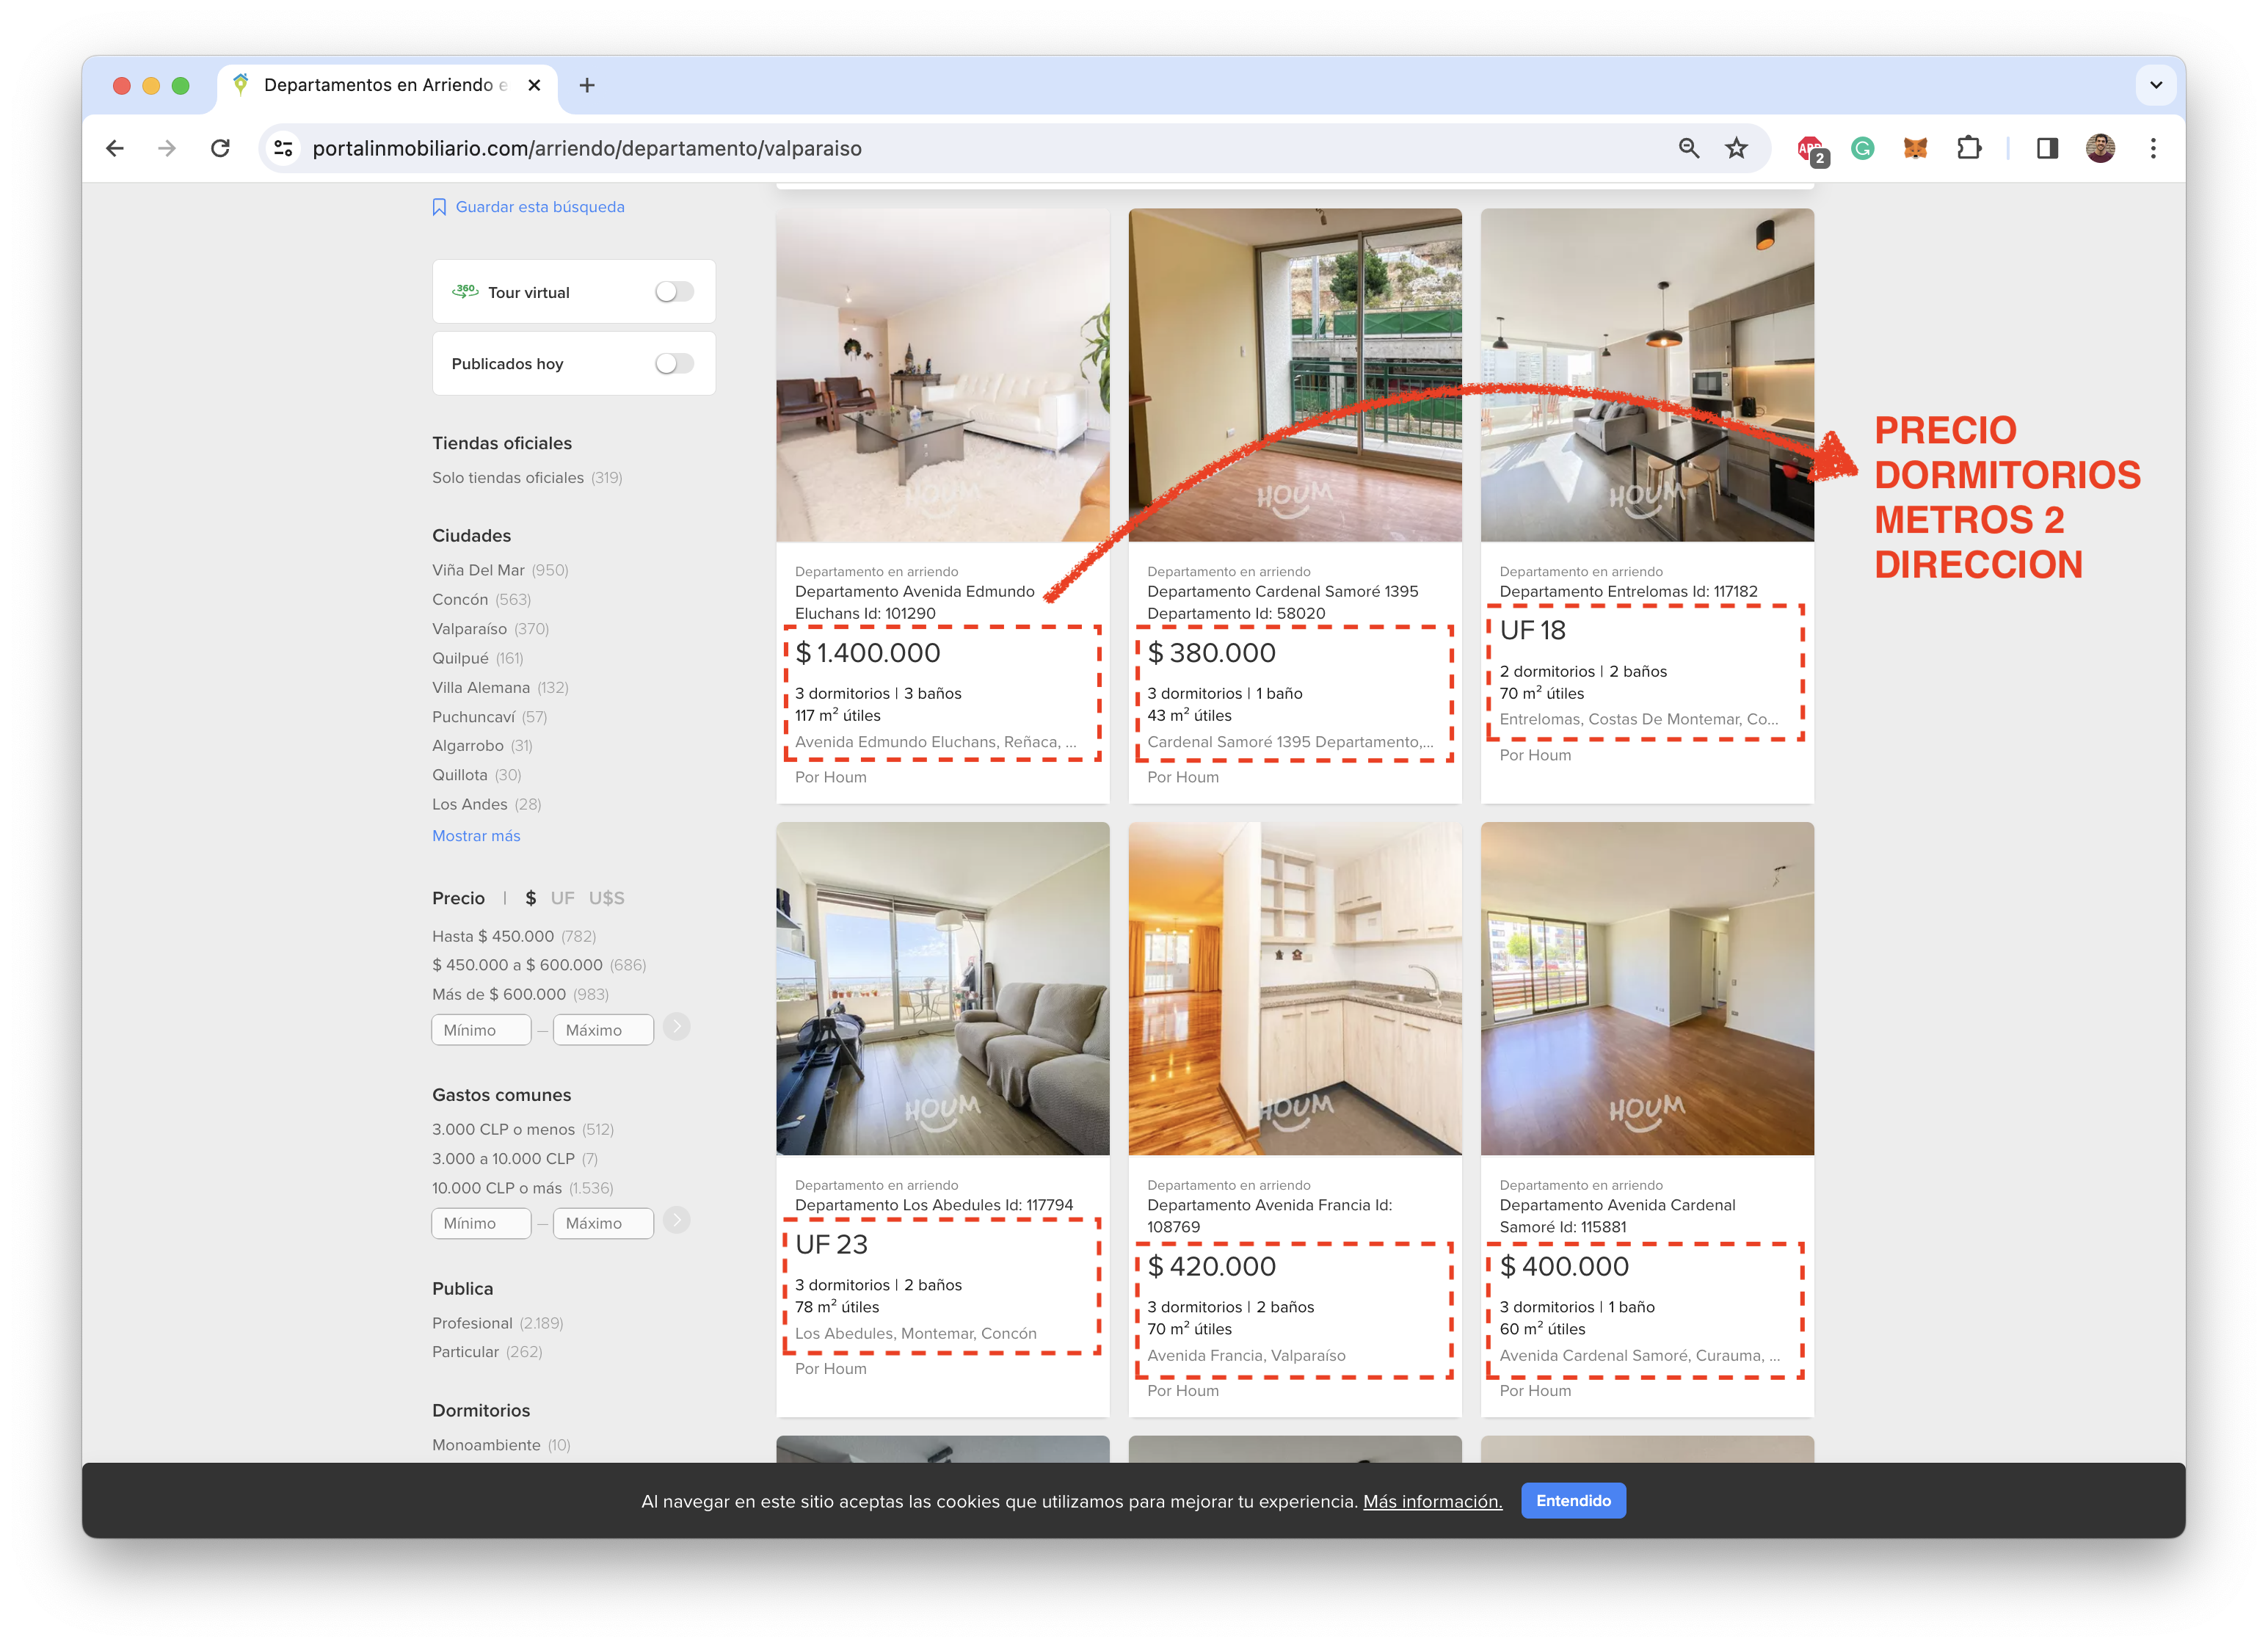 Departamentos en Arriendo e
portalinmobiliario.com/arriendo/departamento/valparaiso
ABP
2
Guardar esta búsqueda
360
Tour virtual
Publicados hoy
Tiendas oficiales
Solo tiendas oficiales (319)
Ciudades
Viña Del Mar (950)
Concón (563)
Valparaíso (370)
Quilpué (161)
Villa Alemana (132)
Puchuncaví (57)
Algarrobo (31)
Quillota (30)
Los Andes (28)
Mostrar más
Precio | $ UF U$S
Hasta $ 450.000 (782)
$ 450.000 a $ 600.000 (686)
Más de $ 600.000 (983)
Mínimo – Máximo
Gastos comunes
3.000 CLP o menos (512)
3.000 a 10.000 CLP (7)
10.000 CLP o más (1.536)
Mínimo – Máximo
Publica
Profesional (2.189)
Particular (262)
Dormitorios
Monoambiente (10)
HOUM
Departamento en arriendo
Departamento Avenida Edmundo
Eluchans Id: 101290
$ 1.400.000
3 dormitorios | 3 baños
117 m² útiles
Avenida Edmundo Eluchans, Reñaca, ...
Por Houm
HOUM
Departamento en arriendo
Departamento Cardenal Samoré 1395
Departamento Id: 58020
$ 380.000
3 dormitorios | 1 baño
43 m² útiles
Cardenal Samoré 1395 Departamento,...
Por Houm
HOUM
Departamento en arriendo
Departamento Entrelomas Id: 117182
UF 18
2 dormitorios | 2 baños
70 m² útiles
Entrelomas, Costas De Montemar, Co...
Por Houm
PRECIO
DORMITORIOS
METROS 2
DIRECCION
HOUM
Departamento en arriendo
Departamento Los Abedules Id: 117794
UF 23
3 dormitorios | 2 baños
78 m² útiles
Los Abedules, Montemar, Concón
Por Houm
HOUM
Departamento en arriendo
Departamento Avenida Francia Id:
108769
$ 420.000
3 dormitorios | 2 baños
70 m² útiles
Avenida Francia, Valparaíso
Por Houm
HOUM
Departamento en arriendo
Departamento Avenida Cardenal
Samoré Id: 115881
$ 400.000
3 dormitorios | 1 baño
60 m² útiles
Avenida Cardenal Samoré, Curauma, ...
Por Houm
Al navegar en este sitio aceptas las cookies que utilizamos para mejorar tu experiencia. Más información.
Entendido